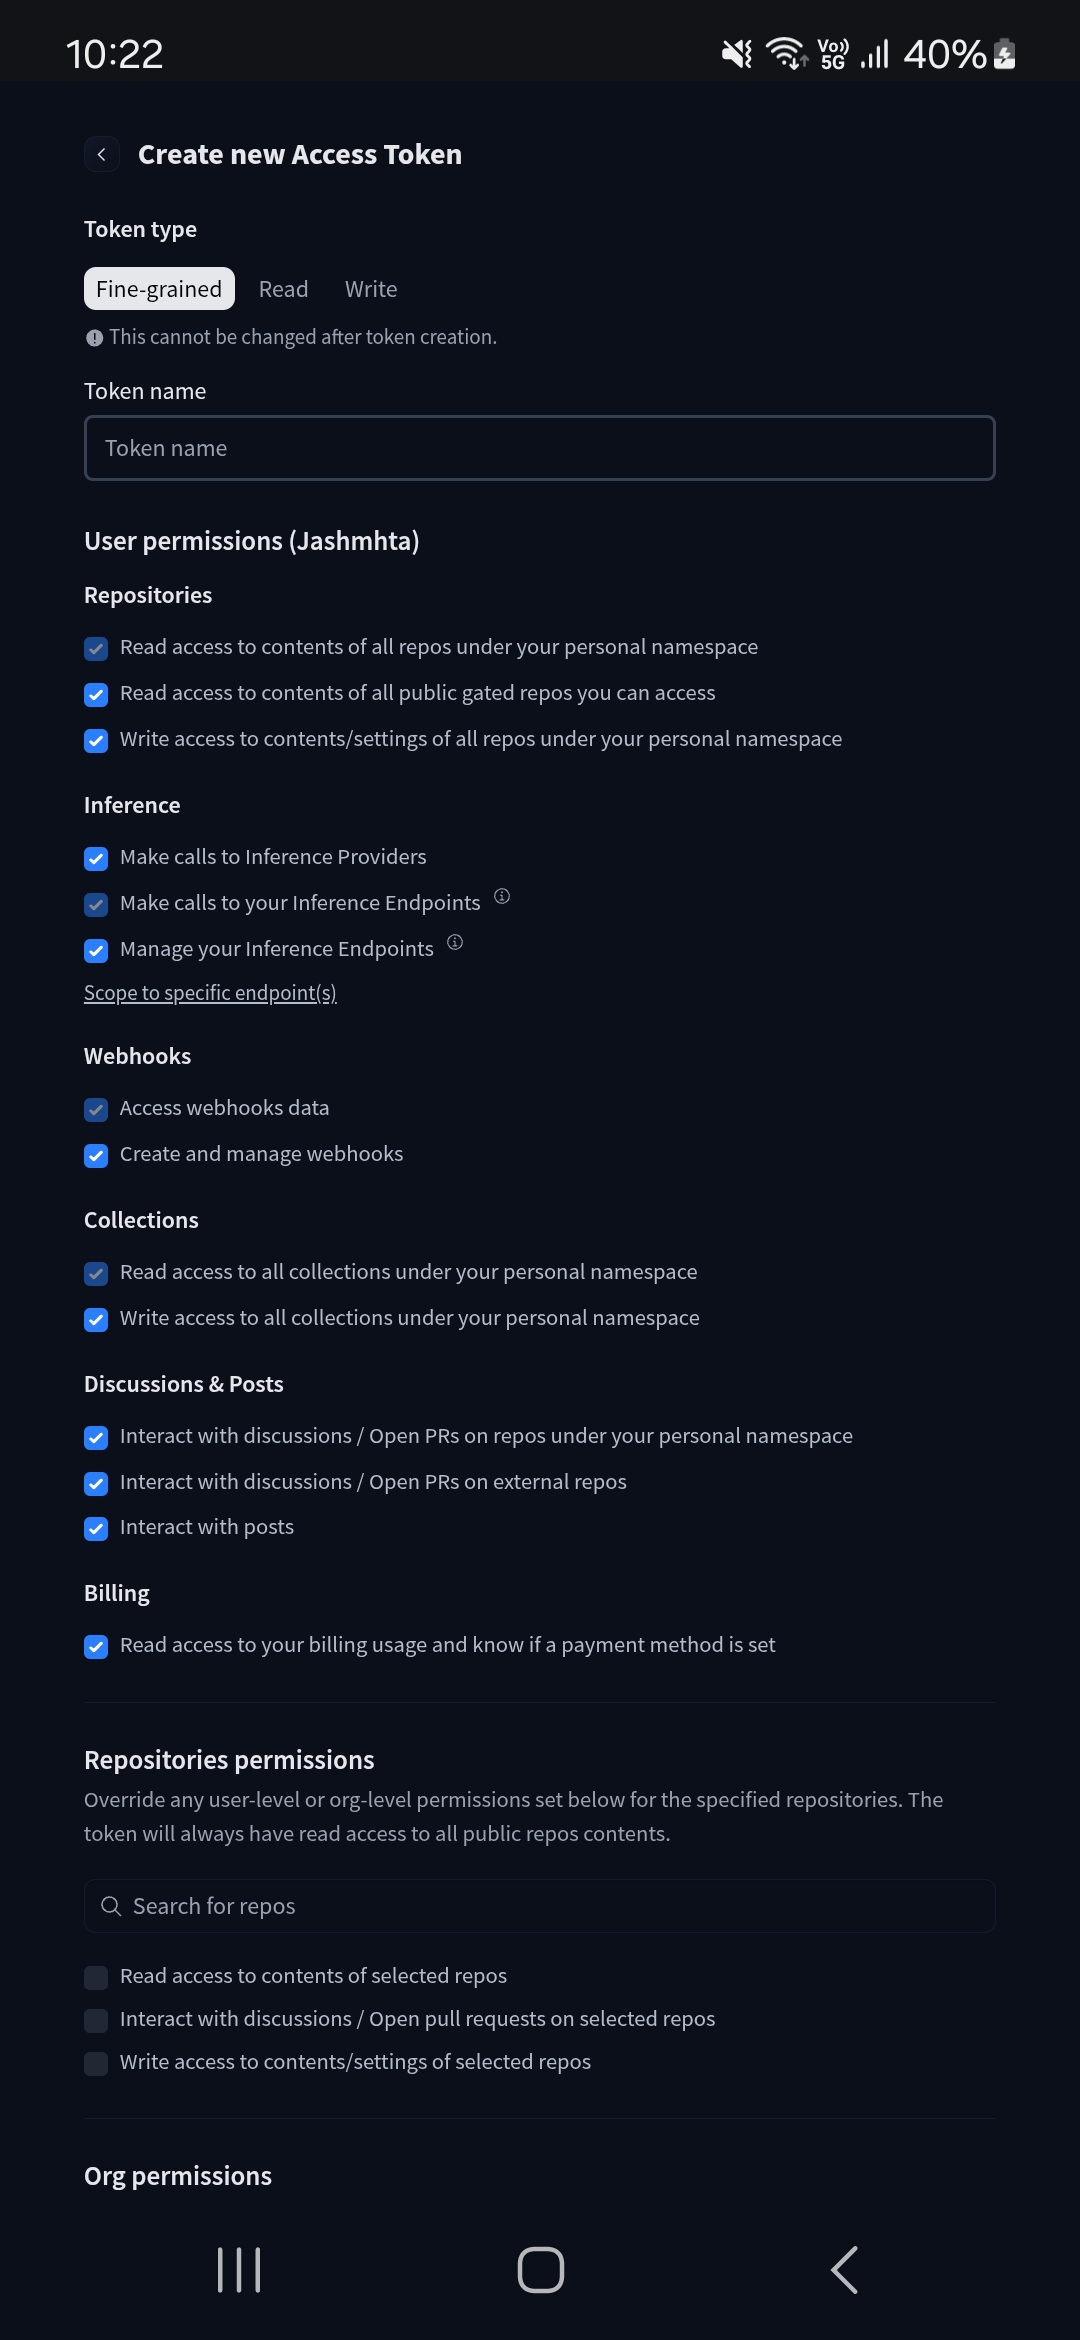 10:22
Vo))
5G
40%
Create new Access Token
Token type
Fine-grained Read Write
This cannot be changed after token creation.
Token name
Token name
User permissions (Jashmhta)
Repositories
Read access to contents of all repos under your personal namespace
Read access to contents of all public gated repos you can access
Write access to contents/settings of all repos under your personal namespace
Inference
Make calls to Inference Providers
Make calls to your Inference Endpoints
Manage your Inference Endpoints
Scope to specific endpoint(s)
Webhooks
Access webhooks data
Create and manage webhooks
Collections
Read access to all collections under your personal namespace
Write access to all collections under your personal namespace
Discussions & Posts
Interact with discussions / Open PRs on repos under your personal namespace
Interact with discussions / Open PRs on external repos
Interact with posts
Billing
Read access to your billing usage and know if a payment method is set
Repositories permissions
Override any user-level or org-level permissions set below for the specified repositories. The
token will always have read access to all public repos contents.
Search for repos
Read access to contents of selected repos
Interact with discussions / Open pull requests on selected repos
Write access to contents/settings of selected repos
Org permissions